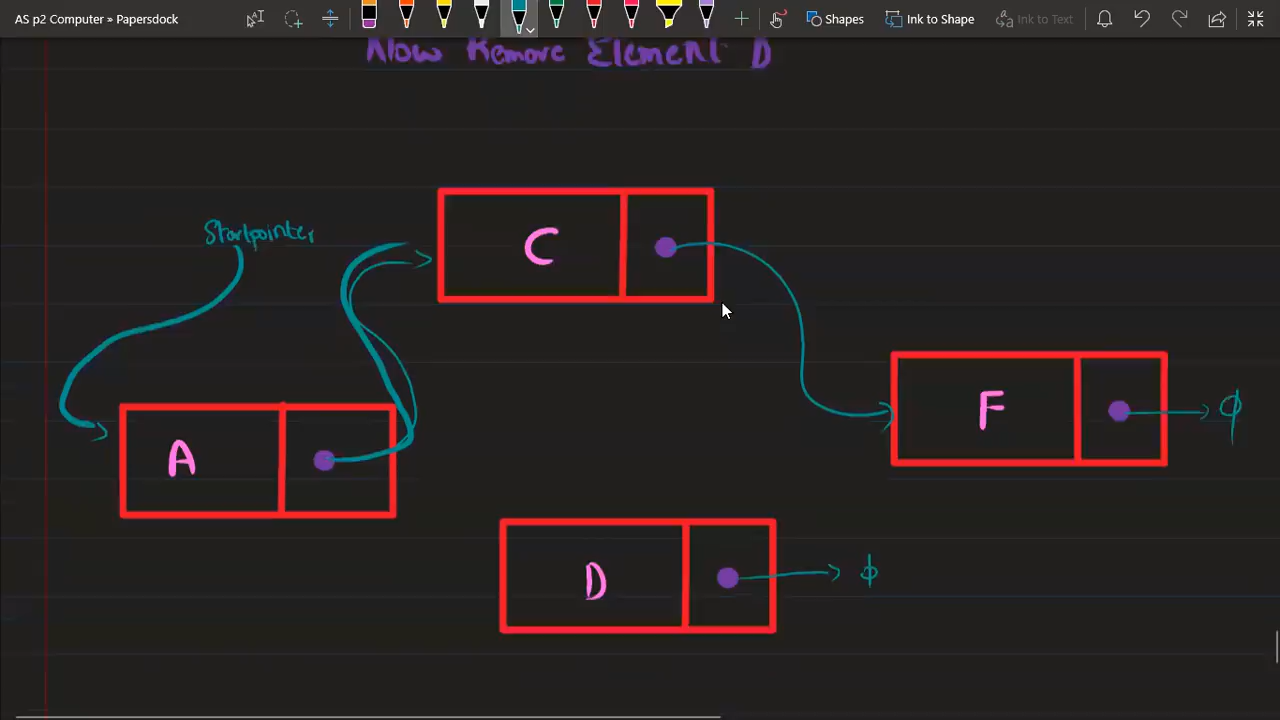 AS p2 Computer » Papersdock
Shapes
Ink to Shape
Ink to Text
Now Remove Element D
Startpointer
C
F
ϕ
A
D
ϕ